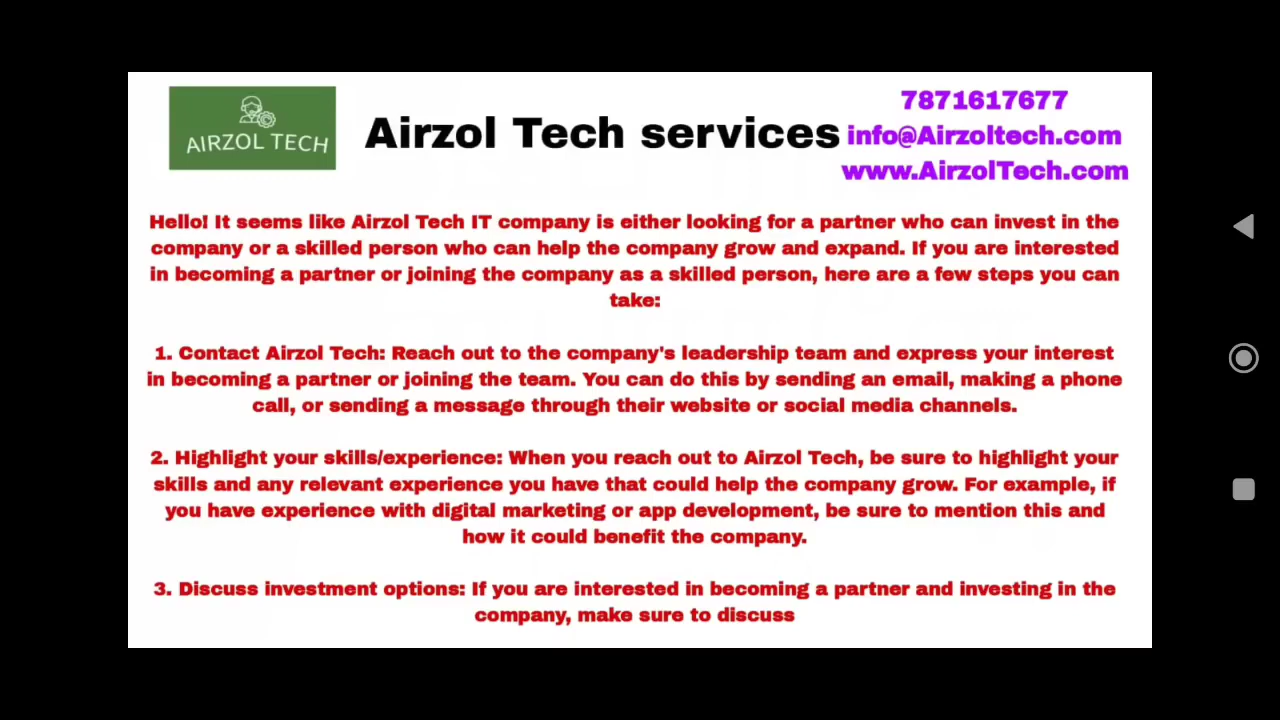 AIRZOL TECH
Airzol Tech services
7871617677
info@Airzoltech.com
www.AirzolTech.com
Hello! It seems like Airzol Tech IT company is either looking for a partner who can invest in the
company or a skilled person who can help the company grow and expand. If you are interested
in becoming a partner or joining the company as a skilled person, here are a few steps you can
take:
1. Contact Airzol Tech: Reach out to the company's leadership team and express your interest
in becoming a partner or joining the team. You can do this by sending an email, making a phone
call, or sending a message through their website or social media channels.
2. Highlight your skills/experience: When you reach out to Airzol Tech, be sure to highlight your
skills and any relevant experience you have that could help the company grow. For example, if
you have experience with digital marketing or app development, be sure to mention this and
how it could benefit the company.
3. Discuss investment options: If you are interested in becoming a partner and investing in the
company, make sure to discuss